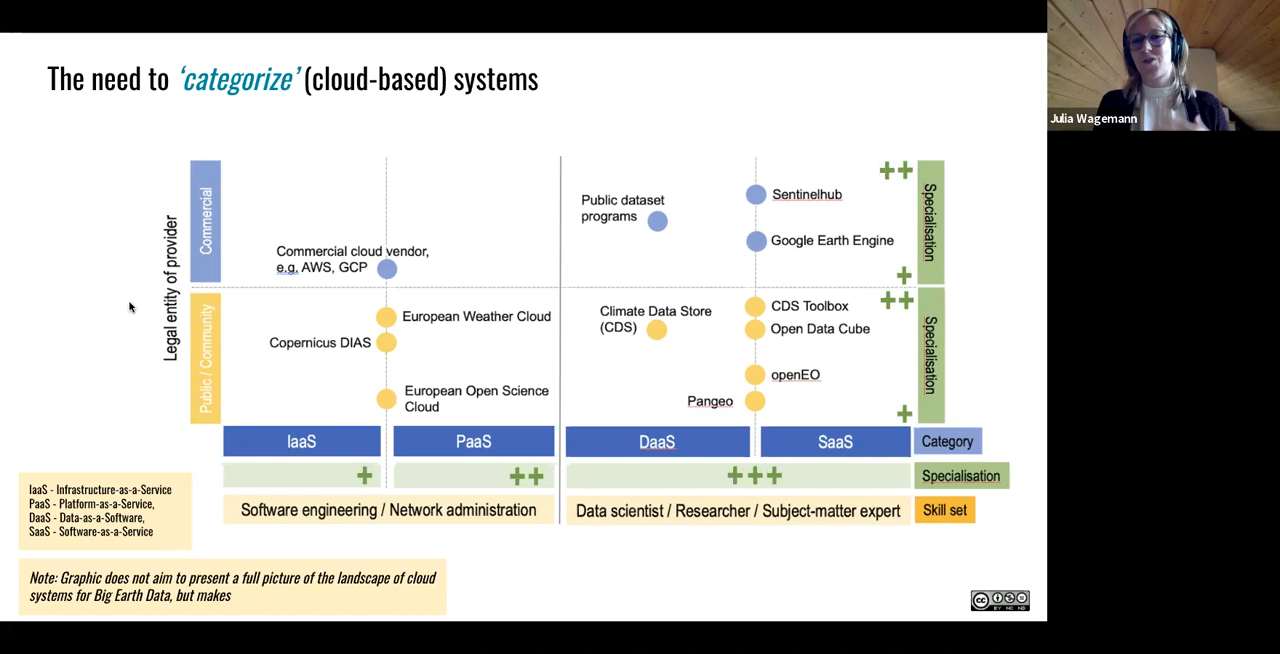 The need to ‘categorize’ (cloud-based) systems
Julia Wagemann
Legal entity of provider
Commercial
Public / Community
Commercial cloud vendor,
e.g. AWS, GCP
Public dataset
programs
Sentinelhub
Google Earth Engine
++
+
Specialisation
European Weather Cloud
Copernicus DIAS
European Open Science
Cloud
Climate Data Store
(CDS)
CDS Toolbox
Open Data Cube
openEO
Pangeo
++
+
Specialisation
IaaS
PaaS
DaaS
SaaS
Category
+
++
+++
Specialisation
Software engineering / Network administration
Data scientist / Researcher / Subject-matter expert
Skill set
IaaS - Infrastructure-as-a-Service
PaaS - Platform-as-a-Service,
DaaS - Data-as-a-Software,
SaaS - Software-as-a-Service
Note: Graphic does not aim to present a full picture of the landscape of cloud
systems for Big Earth Data, but makes
cc
BY NC ND